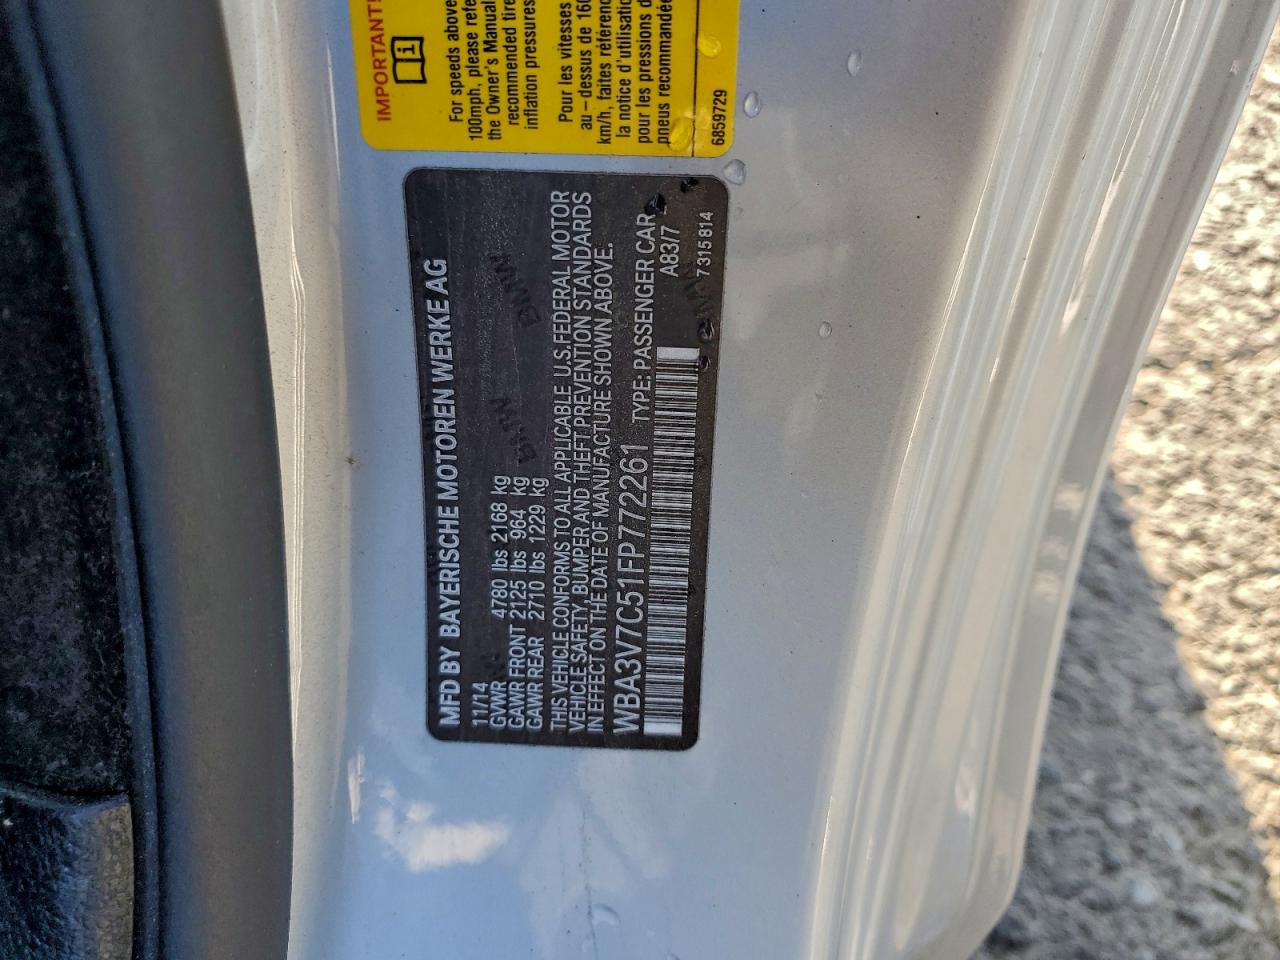 IMPORTANT!
For speeds above
100mph, please refe
the Owner's Manual
recommended tire
inflation pressures
Pour les vitesses
au-dessus de 160
km/h, faites référenc
la notice d'utilisatio
pour les pressions d
pneus recommandée
6859729
MFD BY BAYERISCHE MOTOREN WERKE AG
11/14
GVWR 4780 lbs 2168 kg
GAWR FRONT 2125 lbs 964 kg
GAWR REAR 2710 lbs 1229 kg
THIS VEHICLE CONFORMS TO ALL APPLICABLE U.S. FEDERAL MOTOR
VEHICLE SAFETY, BUMPER AND THEFT PREVENTION STANDARDS
IN EFFECT ON THE DATE OF MANUFACTURE SHOWN ABOVE.
WBA3V7C51FP772261 TYPE: PASSENGER CAR
A83/7
7315814